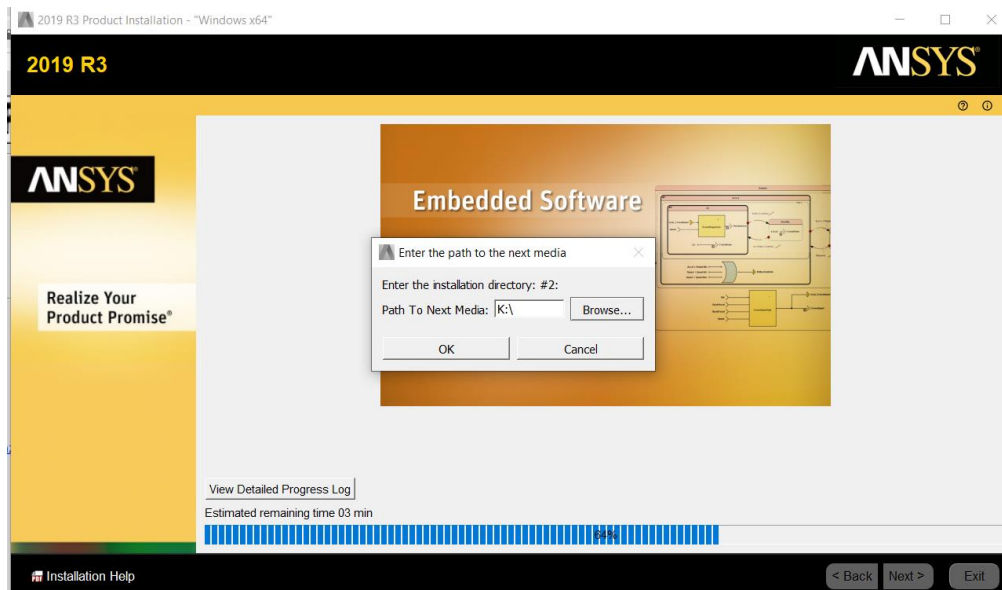 2019 R3 Product Installation - "Windows x64"
2019 R3
ANSYS®
ANSYS®
Embedded Software
Enter the path to the next media
Enter the installation directory: #2:
Path To Next Media: K:\ Browse...
OK Cancel
Realize Your
Product Promise®
View Detailed Progress Log
Estimated remaining time 03 min
64%
Installation Help
< Back Next > Exit